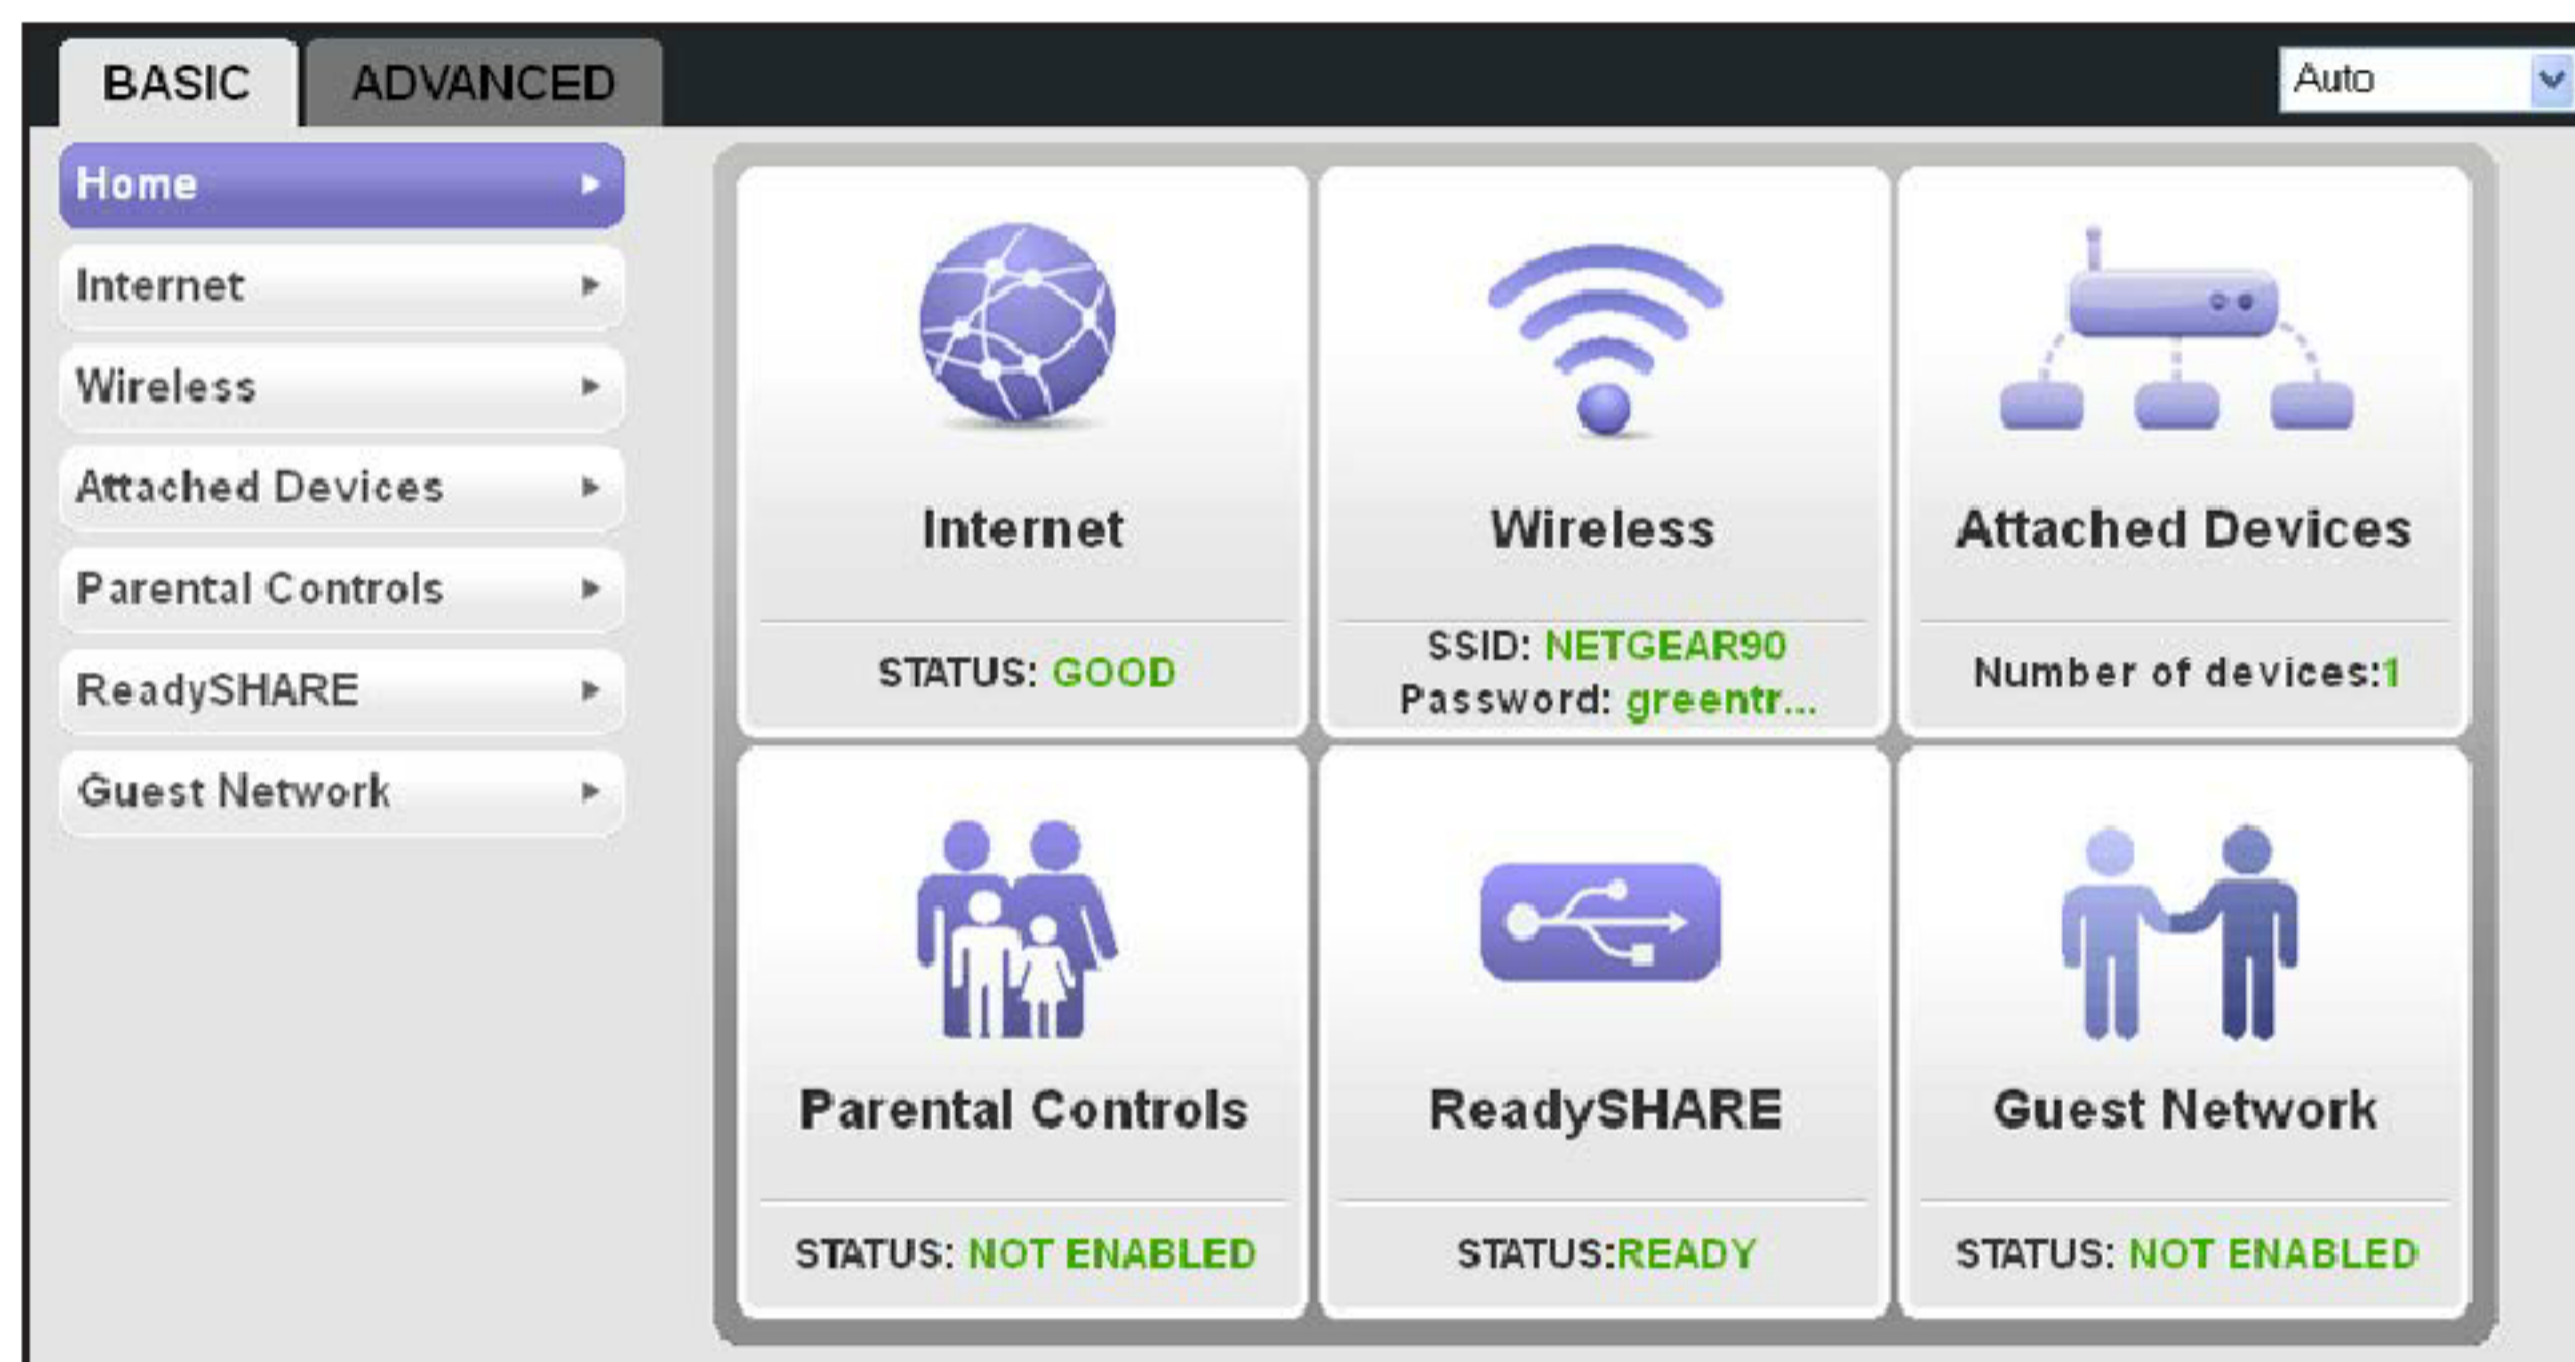 BASIC
ADVANCED
Auto
Home
Internet
Wireless
Attached Devices
Parental Controls
ReadySHARE
Guest Network
Internet
STATUS: GOOD
Wireless
SSID: NETGEAR90
Password: greentr...
Attached Devices
Number of devices:1
Parental Controls
STATUS: NOT ENABLED
ReadySHARE
STATUS:READY
Guest Network
STATUS: NOT ENABLED